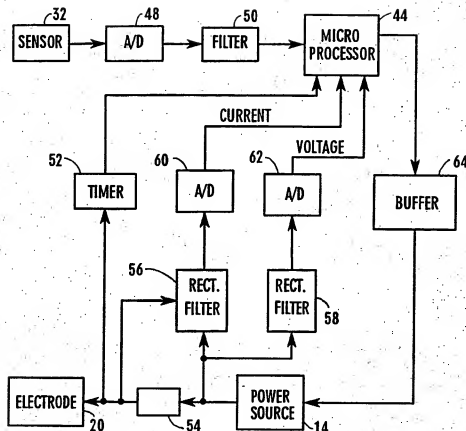 32
SENSOR
48
A/D
50
FILTER
44
MICRO
PROCESSOR
CURRENT
VOLTAGE
52
TIMER
60
A/D
62
A/D
64
BUFFER
56
RECT.
FILTER
RECT.
FILTER
58
ELECTRODE
20
54
POWER
SOURCE
14